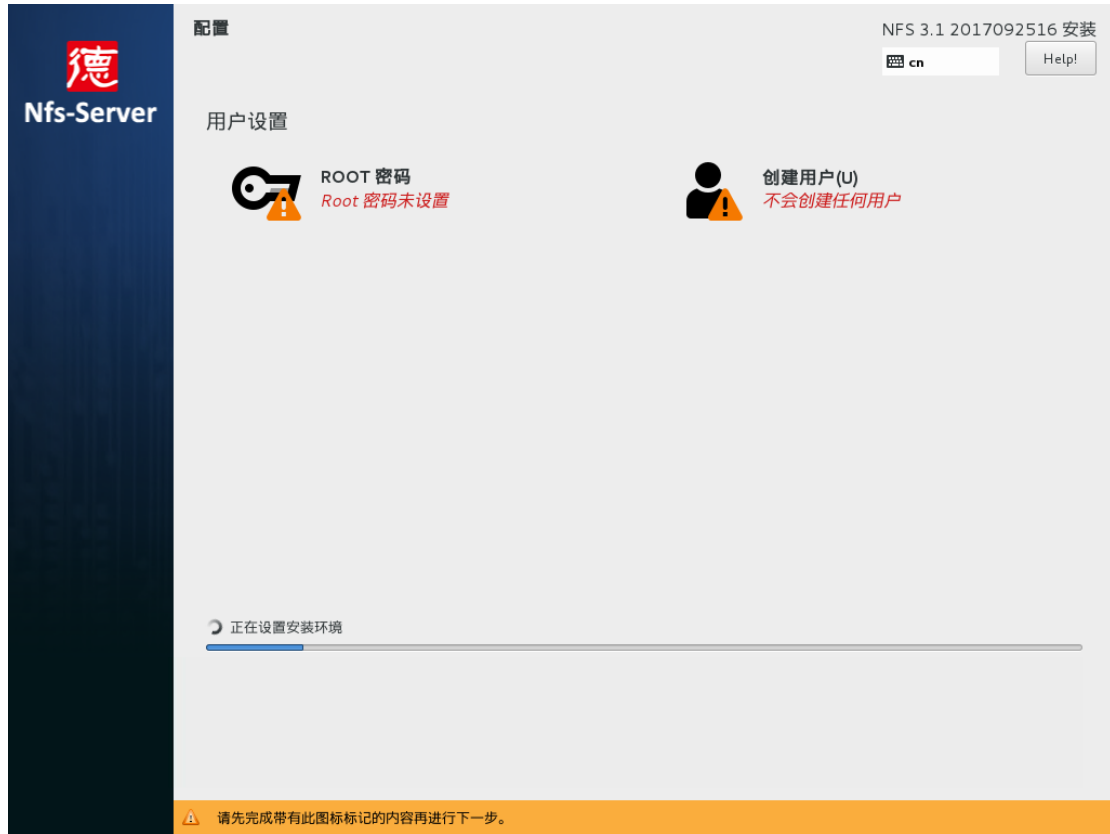 配置
NFS 3.1 2017092516 安装
cn
Help!
德
Nfs-Server
用户设置
ROOT 密码
Root 密码未设置
创建用户(U)
不会创建任何用户
正在设置安装环境
请先完成带有此图标标记的内容再进行下一步。